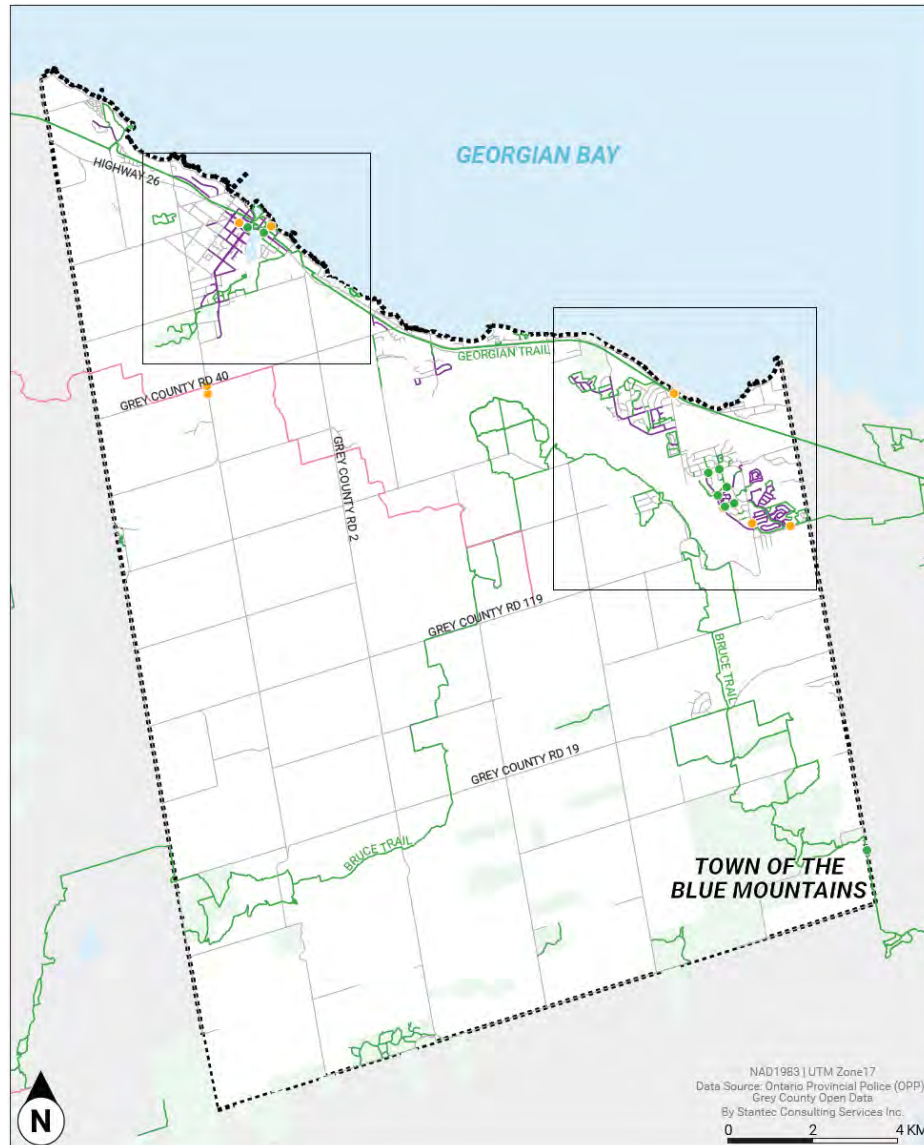 GEORGIAN BAY
HIGHWAY 26
GEORGIAN TRAIL
GREY COUNTY RD 40
GREY COUNTY RD 2
GREY COUNTY RD 119
BRUCE TRAIL
GREY COUNTY RD 19
BRUCE TRAIL
TOWN OF THE
BLUE MOUNTAINS
NAD1983 | UTM Zone17
Data Source: Ontario Provincial Police (OPP)
Grey County Open Data
By Stantec Consulting Services Inc.
N
0 2 4 KM